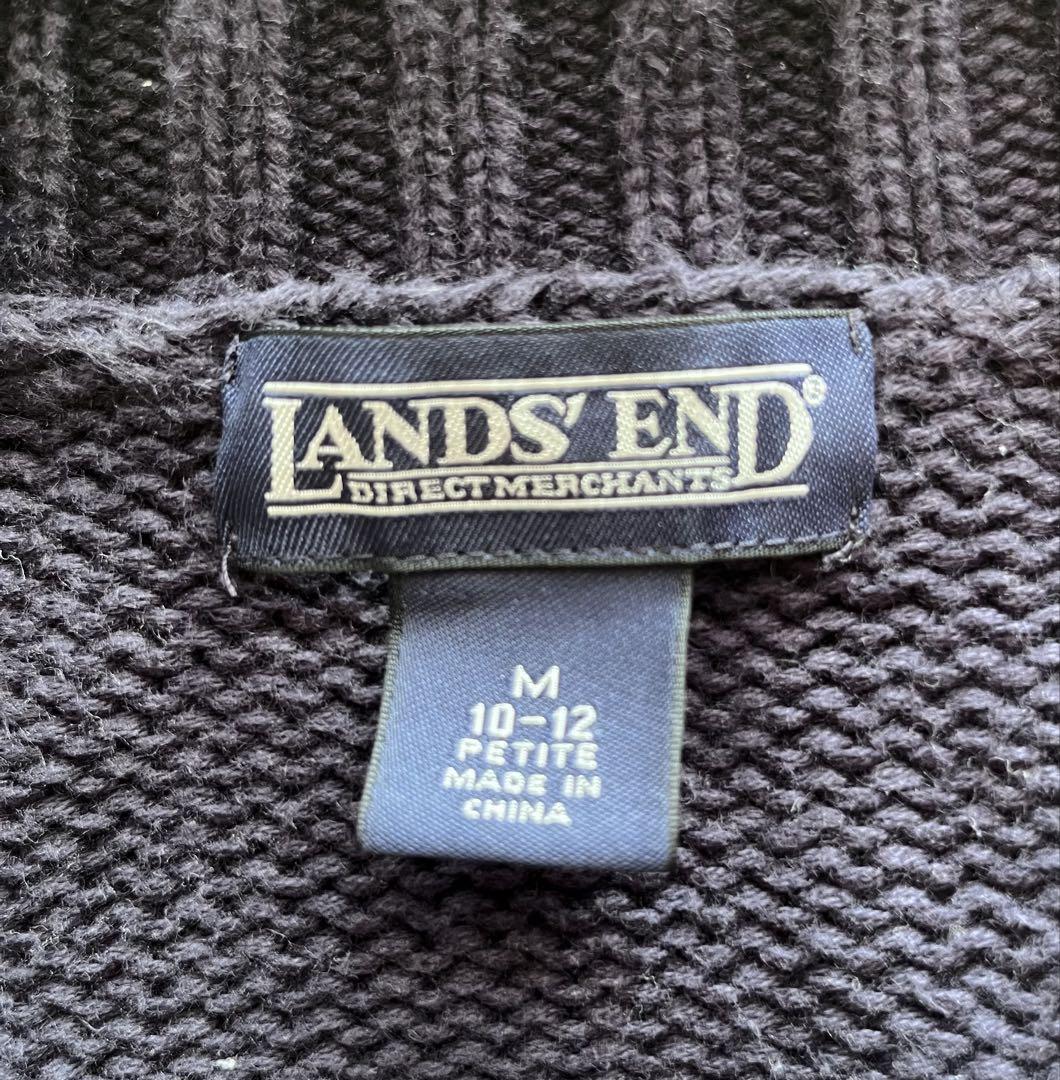 LANDS' END®
DIRECT MERCHANTS
M
10-12
PETITE
MADE IN
CHINA